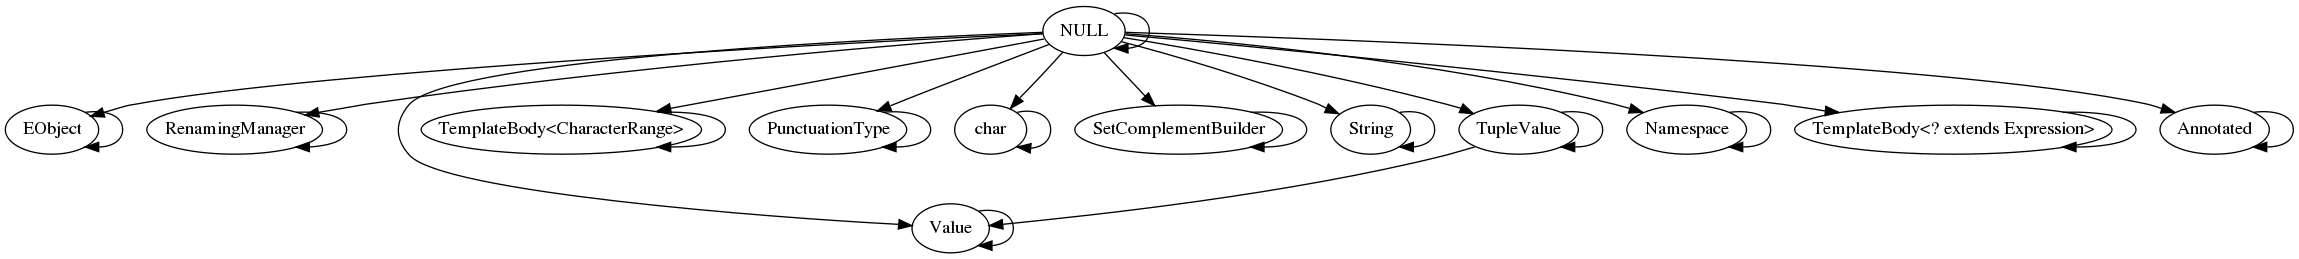 NULL
EObject
RenamingManager
TemplateBody<CharacterRange>
PunctuationType
char
SetComplementBuilder
String
TupleValue
Namespace
TemplateBody<? extends Expression>
Annotated
Value